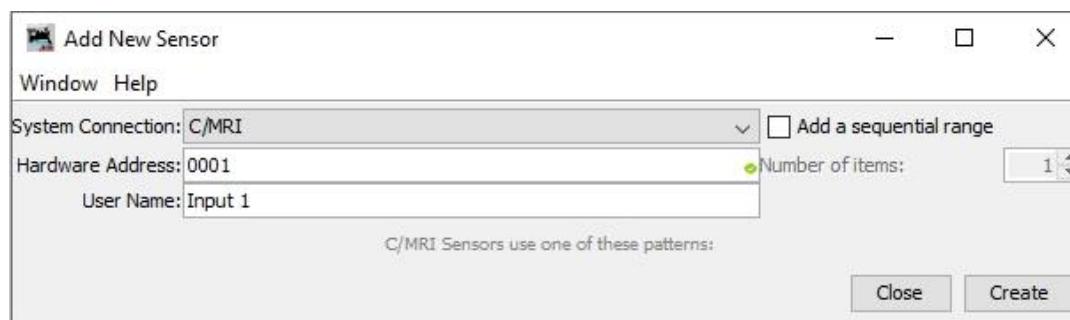 Add New Sensor
Window Help
System Connection: C/MRI Add a sequential range
Hardware Address: 0001 Number of items: 1
User Name: Input 1
C/MRI Sensors use one of these patterns:
Close Create